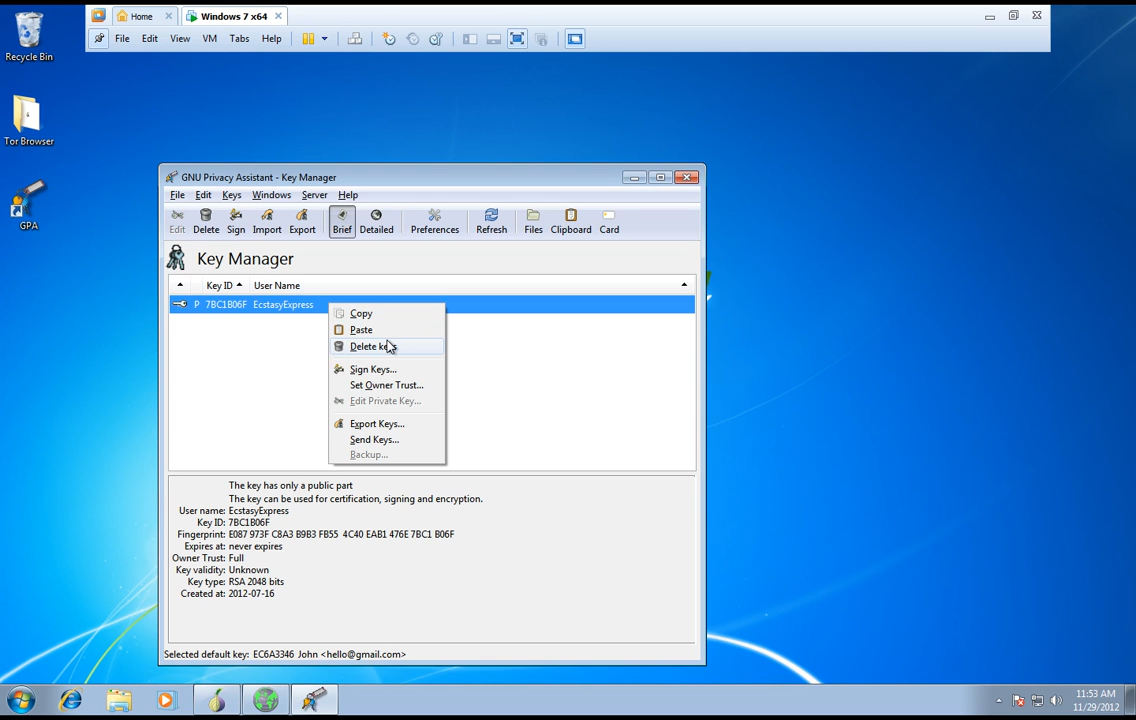 Home
Windows 7 x64
File Edit View VM Tabs Help
Recycle Bin
Tor Browser
GPA
GNU Privacy Assistant - Key Manager
File Edit Keys Windows Server Help
Edit Delete Sign Import Export Brief Detailed Preferences Refresh Files Clipboard Card
Key Manager
Key ID User Name
P 7BC1B06F EcstasyExpress
Copy
Paste
Delete keys
Sign Keys...
Set Owner Trust...
Edit Private Key...
Export Keys...
Send Keys...
Backup...
The key has only a public part
The key can be used for certification, signing and encryption.
User name: EcstasyExpress
Key ID: 7BC1B06F
Fingerprint: E087 973F C8A3 B9B3 FB55 4C40 EAB1 476E 7BC1 B06F
Expires at: never expires
Owner Trust: Full
Key validity: Unknown
Key type: RSA 2048 bits
Created at: 2012-07-16
Selected default key: EC6A3346 John <hello@gmail.com>
11:53 AM
11/29/2012